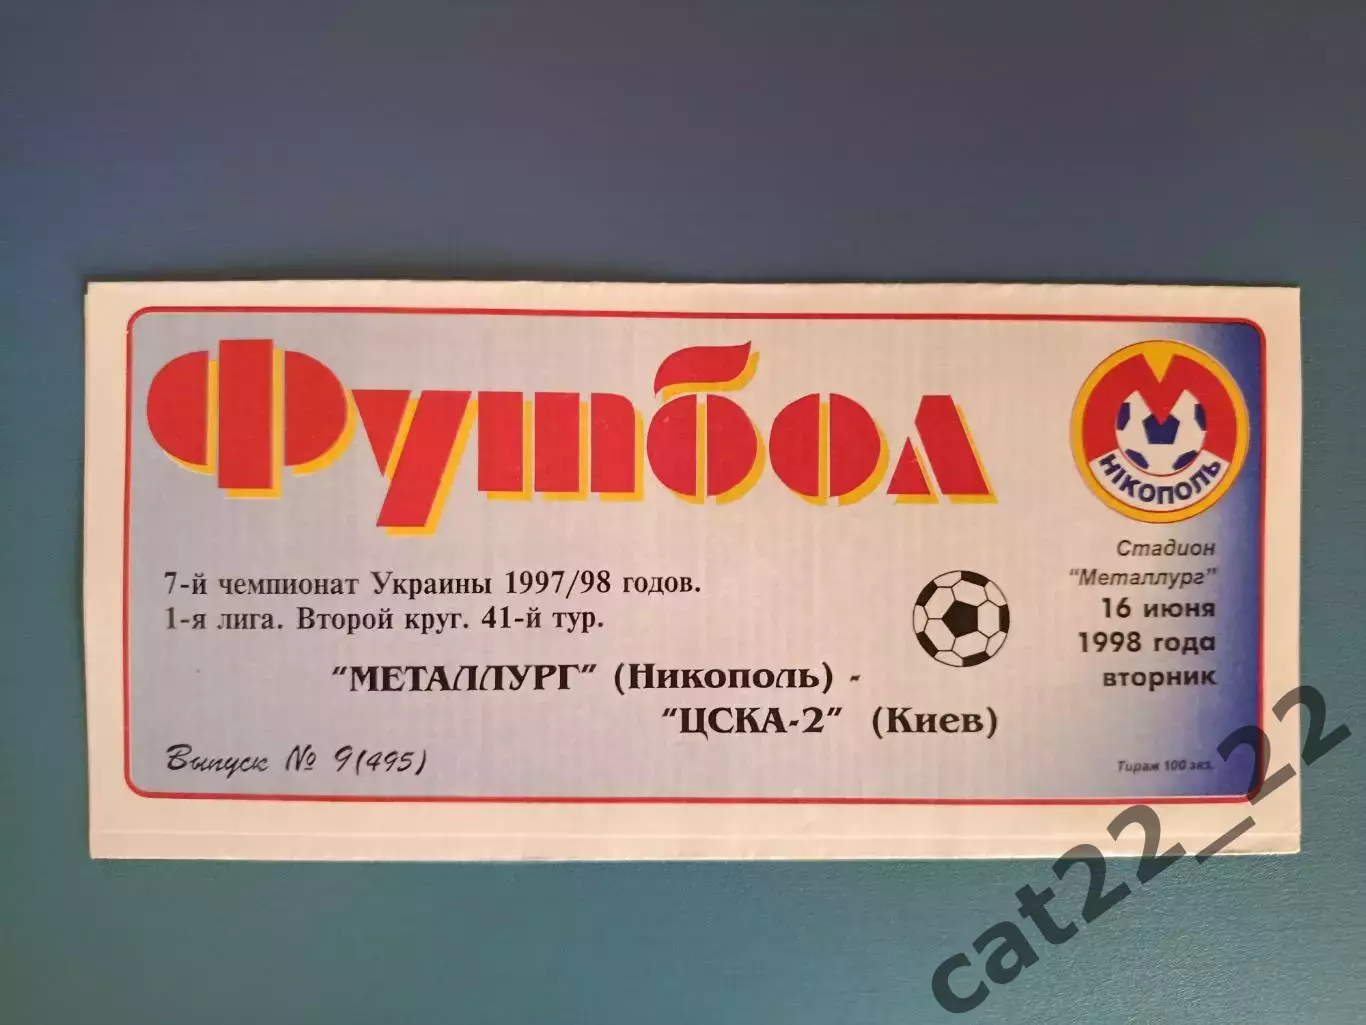 Футбол
НІКОПОЛЬ
Стадион
"Металлург"
16 июня
1998 года
вторник
7-й чемпионат Украины 1997/98 годов.
1-я лига. Второй круг. 41-й тур.
"МЕТАЛЛУРГ" (Никополь) -
"ЦСКА-2" (Киев)
Выпуск № 9(495)
Тираж 100 экз.
cat22_22